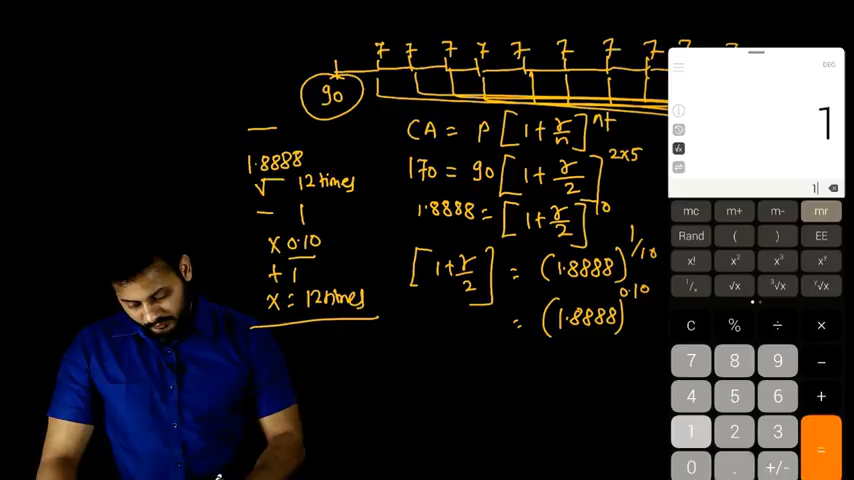 7 7 7 7 7 7 7 7
90
CA = P [1 + r/n]^nt
170 = 90 [1 + r/2]^2×5
1.8888 = [1 + r/2]^10
[1 + r/2] = (1.8888)^1/10
= (1.8888)^0.10
1.8888
√ 12 times
- 1
× 0.10
+ 1
× = 12 times
DEG
1
1
mc m+ m- mr
Rand ( ) EE
x! x² x³ xʸ
¹/x √x ³√x ʸ√x
C % ÷ ×
7 8 9 −
4 5 6 +
1 2 3 =
0 . +/-